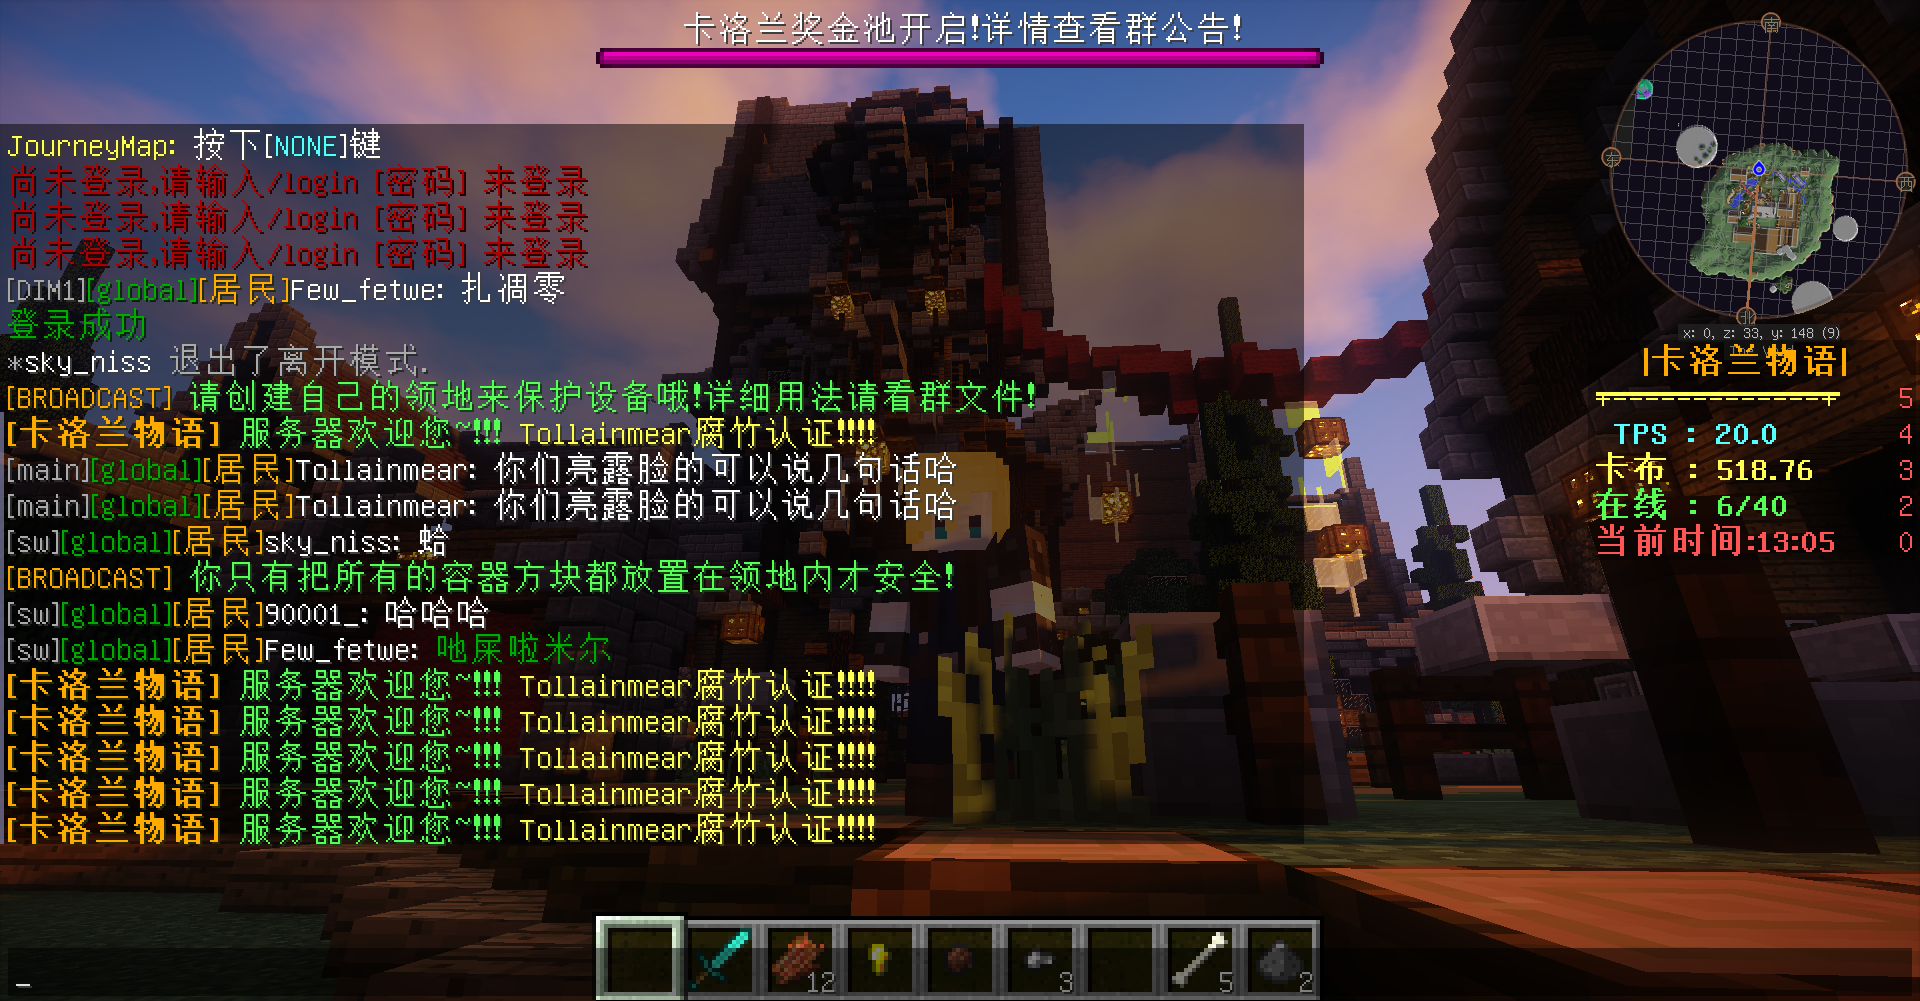 卡洛兰奖金池开启!详情查看群公告!
JourneyMap: 按下[NONE]键
尚未登录,请输入/login [密码] 来登录
尚未登录,请输入/login [密码] 来登录
尚未登录,请输入/login [密码] 来登录
[DIM1][global][居民]Few_fetwe: 扎凋零
登录成功
*sky_niss 退出了离开模式.
[BROADCAST] 请创建自己的领地来保护设备哦!详细用法请看群文件!
[卡洛兰物语] 服务器欢迎您~!!! Tollainmear腐竹认证!!!!
[main][global][居民]Tollainmear: 你们亮露脸的可以说几句话哈
[main][global][居民]Tollainmear: 你们亮露脸的可以说几句话哈
[sw][global][居民]sky_niss: 蛤
[BROADCAST] 你只有把所有的容器方块都放置在领地内才安全!
[sw][global][居民]90001_: 哈哈哈
[sw][global][居民]Few_fetwe: 吔屎啦米尔
[卡洛兰物语] 服务器欢迎您~!!! Tollainmear腐竹认证!!!!
[卡洛兰物语] 服务器欢迎您~!!! Tollainmear腐竹认证!!!!
[卡洛兰物语] 服务器欢迎您~!!! Tollainmear腐竹认证!!!!
[卡洛兰物语] 服务器欢迎您~!!! Tollainmear腐竹认证!!!!
[卡洛兰物语] 服务器欢迎您~!!! Tollainmear腐竹认证!!!!
南
东
西
北
x: 0, z: 33, y: 148 (9)
|卡洛兰物语|
5
TPS : 20.0 4
卡布 : 518.76 3
在线 : 6/40 2
当前时间:13:05 0
12
3
5
2